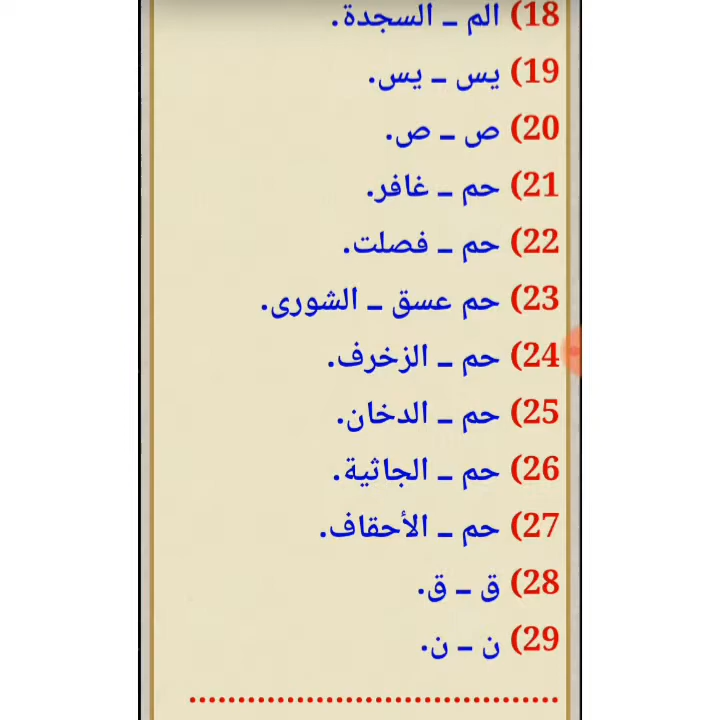 18) الم ـ السجدة.
19) يس ـ يس.
20) ص ـ ص.
21) حم ـ غافر.
22) حم ـ فصلت.
23) حم عسق ـ الشورى.
24) حم ـ الزخرف.
25) حم ـ الدخان.
26) حم ـ الجاثية.
27) حم ـ الأحقاف.
28) ق ـ ق.
29) ن ـ ن.